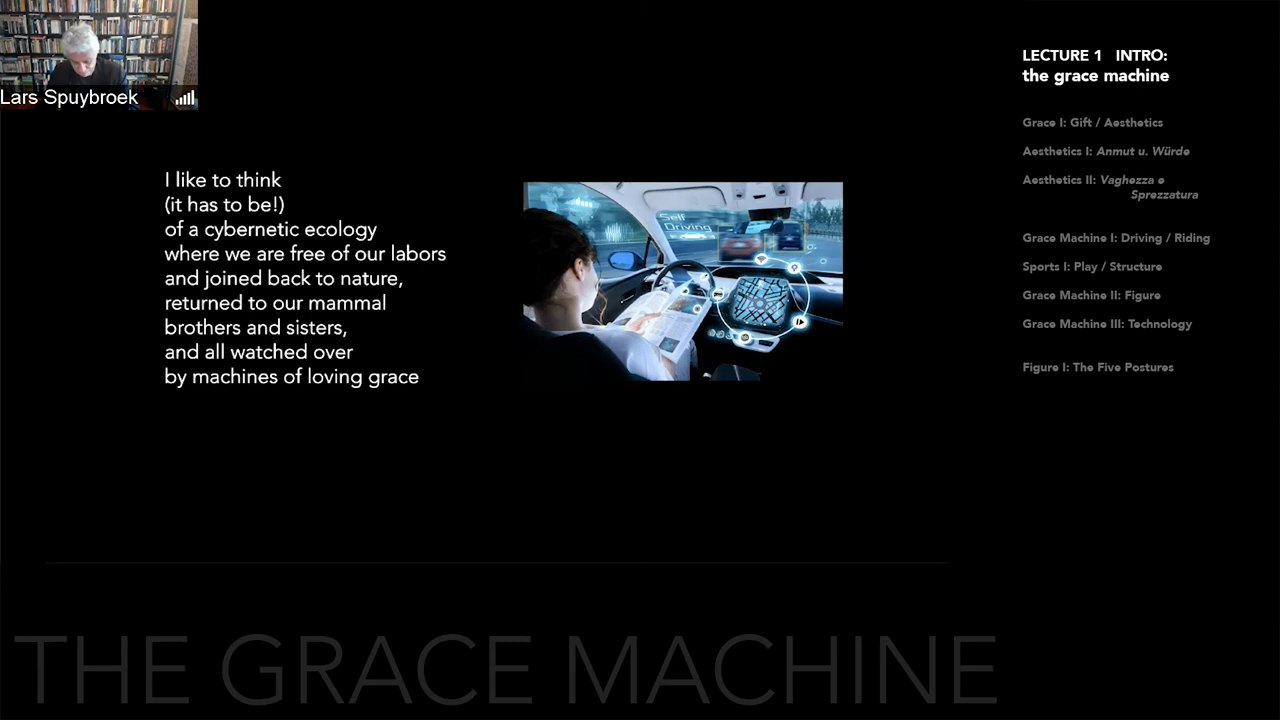 Lars Spuybroek
I like to think
(it has to be!)
of a cybernetic ecology
where we are free of our labors
and joined back to nature,
returned to our mammal
brothers and sisters,
and all watched over
by machines of loving grace
Self
Driving
LECTURE 1 INTRO:
the grace machine
Grace I: Gift / Aesthetics
Aesthetics I: Anmut u. Würde
Aesthetics II: Vaghezza e
Sprezzatura
Grace Machine I: Driving / Riding
Sports I: Play / Structure
Grace Machine II: Figure
Grace Machine III: Technology
Figure I: The Five Postures
THE GRACE MACHINE